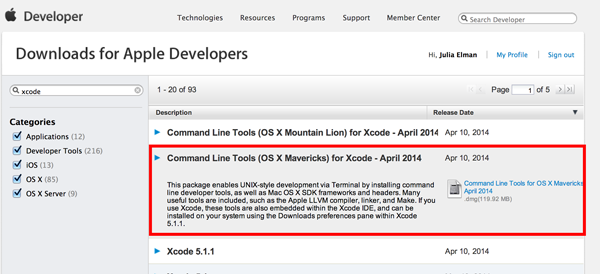 Developer
Technologies Resources Programs Support Member Center Search Developer
Downloads for Apple Developers
Hi, Julia Elman My Profile Sign out
xcode
1 - 20 of 93 Page 1 of 5
Description Release Date
Categories
Applications (12)
Developer Tools (216)
iOS (13)
OS X (85)
OS X Server (9)
Command Line Tools (OS X Mountain Lion) for Xcode - April 2014 Apr 10, 2014
Command Line Tools (OS X Mavericks) for Xcode - April 2014 Apr 10, 2014
This package enables UNIX-style development via Terminal by installing command
line developer tools, as well as Mac OS X SDK frameworks and headers. Many
useful tools are included, such as the Apple LLVM compiler, linker, and Make. If you
use Xcode, these tools are also embedded within the Xcode IDE, and can be
installed on your system using the Downloads preferences pane within Xcode
5.1.1.
Command Line Tools for OS X Mavericks
April 2014
.dmg(119.92 MB)
Xcode 5.1.1 Apr 10, 2014